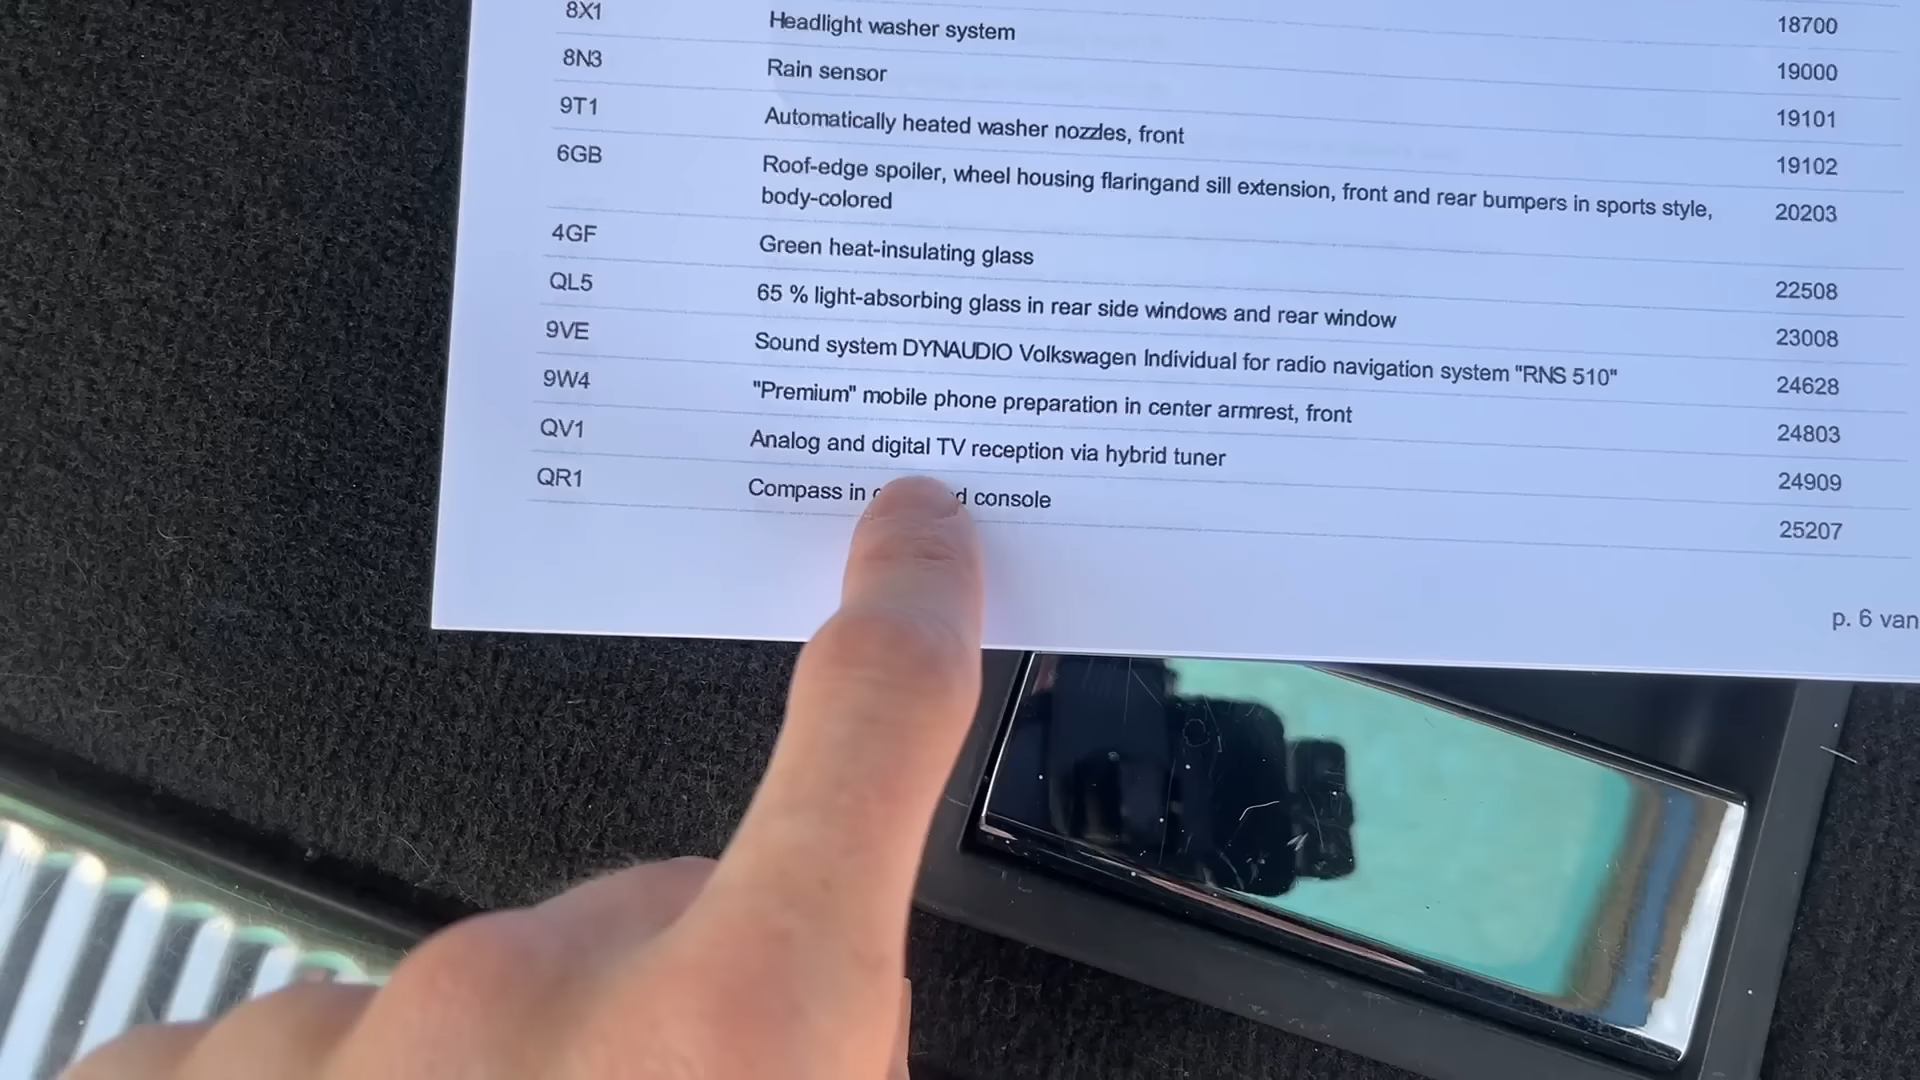 8X1 Headlight washer system 18700
8N3 Rain sensor 19000
9T1 Automatically heated washer nozzles, front 19101
6GB Roof-edge spoiler, wheel housing flaringand sill extension, front and rear bumpers in sports style, 19102
body-colored 20203
4GF Green heat-insulating glass 22508
QL5 65 % light-absorbing glass in rear side windows and rear window 23008
9VE Sound system DYNAUDIO Volkswagen Individual for radio navigation system "RNS 510" 24628
9W4 "Premium" mobile phone preparation in center armrest, front 24803
QV1 Analog and digital TV reception via hybrid tuner 24909
QR1 Compass in console 25207
p. 6 van